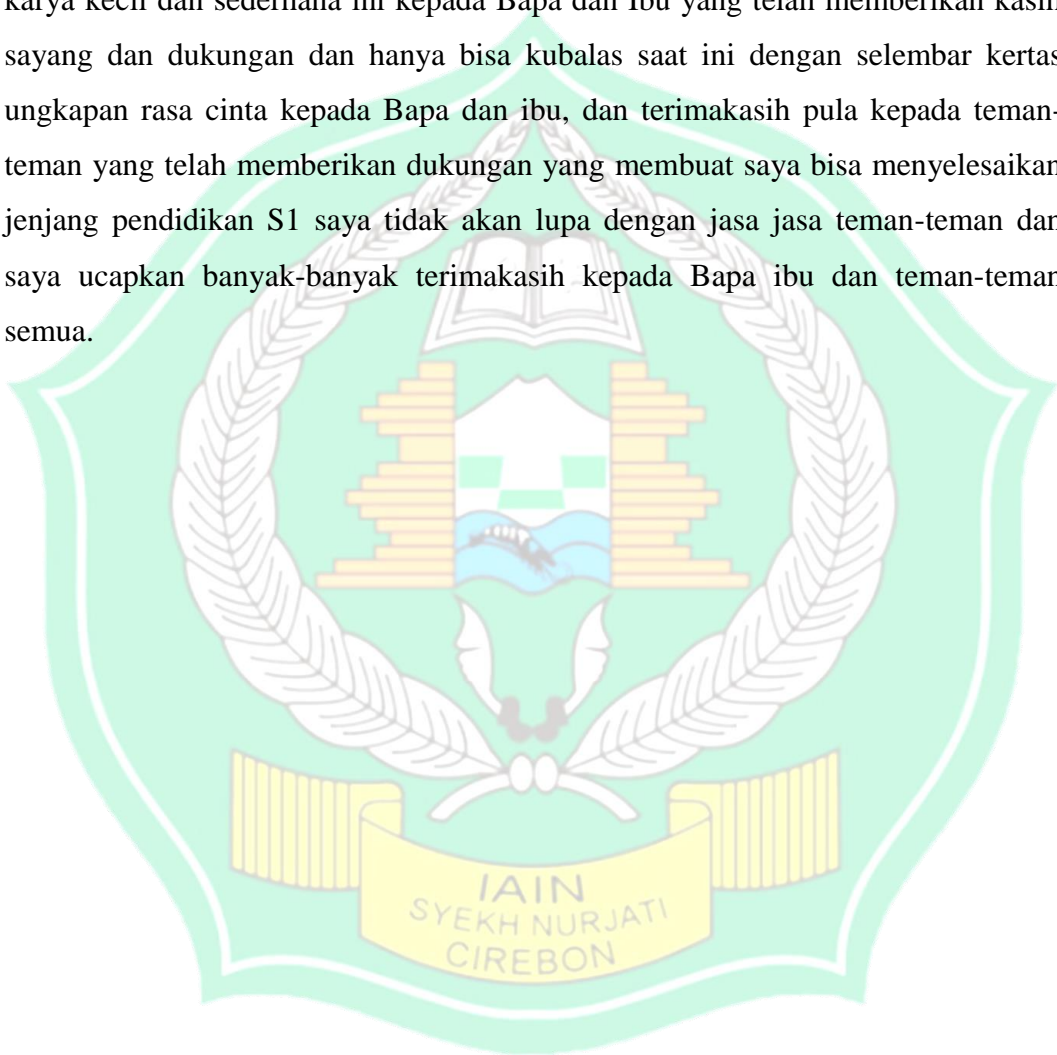 karya kecil dan sederhana ini kepada Bapa dan Ibu yang telah memberikan kasih
sayang dan dukungan dan hanya bisa kubalas saat ini dengan selembar kertas
ungkapan rasa cinta kepada Bapa dan ibu, dan terimakasih pula kepada teman-
teman yang telah memberikan dukungan yang membuat saya bisa menyelesaikan
jenjang pendidikan S1 saya tidak akan lupa dengan jasa jasa teman-teman dan
saya ucapkan banyak-banyak terimakasih kepada Bapa ibu dan teman-teman
semua.
IAIN
SYEKH NURJATI
CIREBON